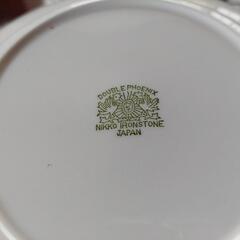 DOUBLE PHOENIX
NIKKO IRONSTONE
JAPAN